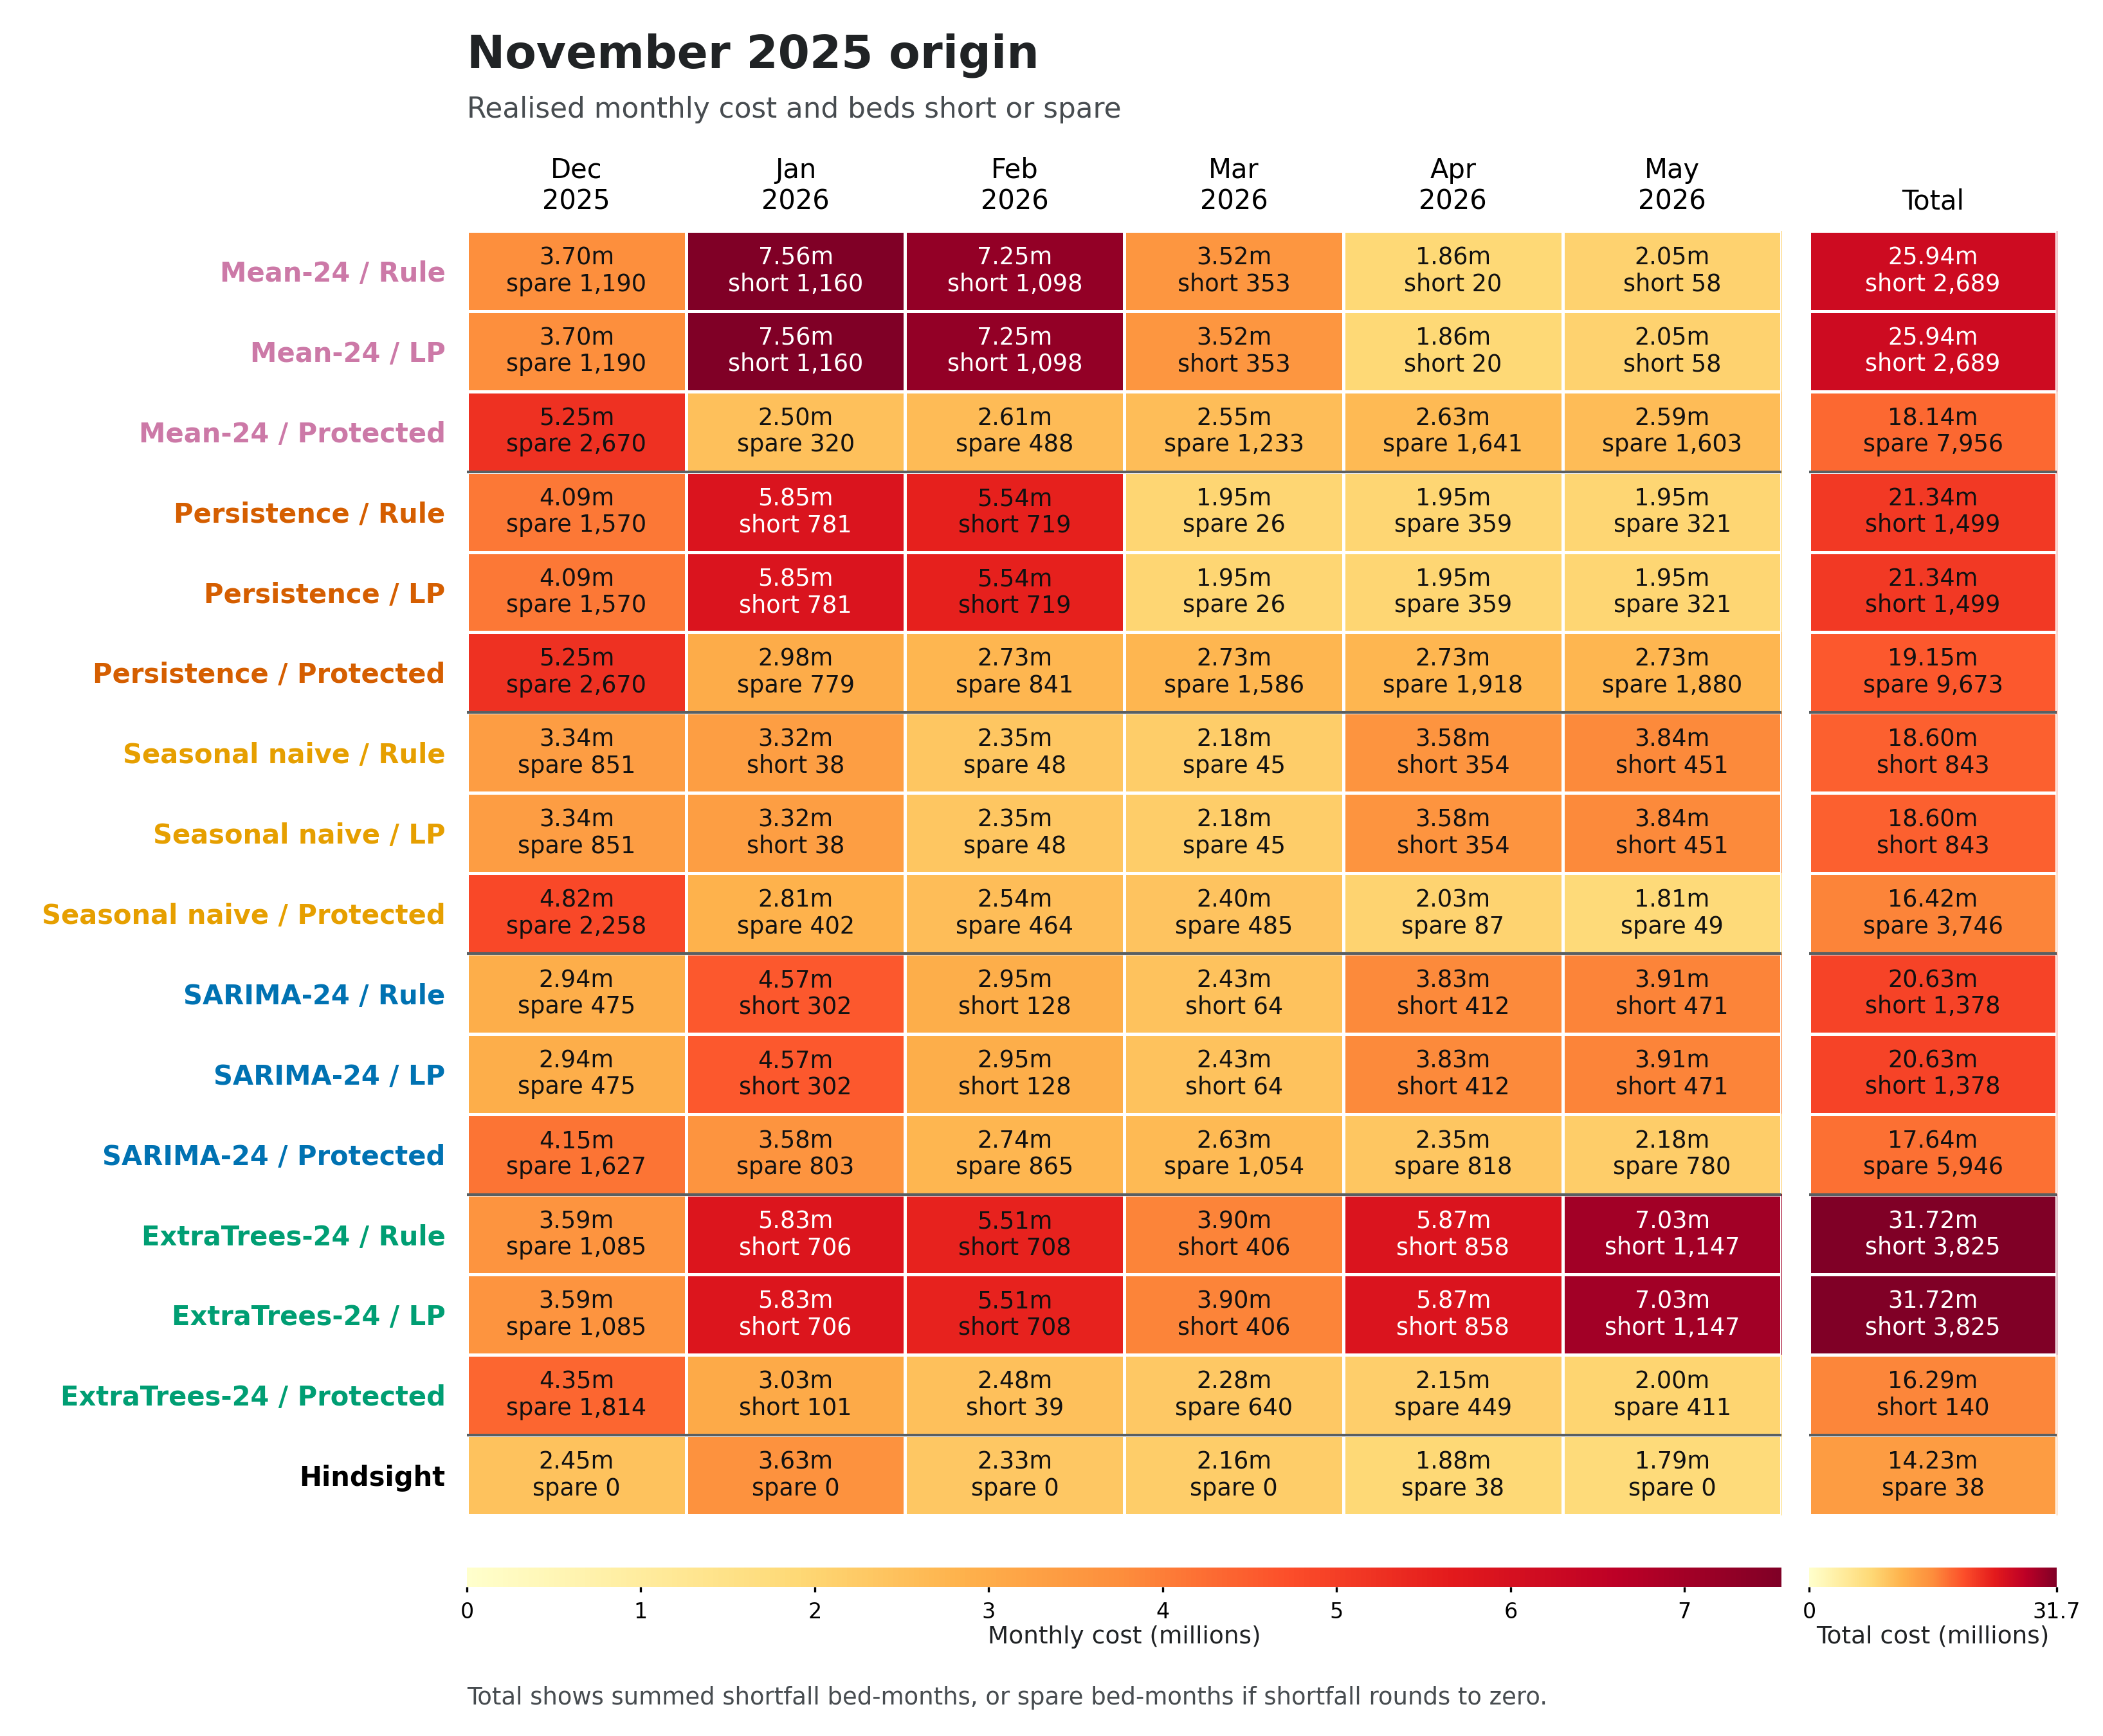 November 2025 origin
Realised monthly cost and beds short or spare
Dec Jan Feb Mar Apr May
2025 2026 2026 2026 2026 2026 Total
Mean-24 / Rule
3.70m 7.56m 7.25m 3.52m 1.86m 2.05m 25.94m
spare 1,190 short 1,160 short 1,098 short 353 short 20 short 58 short 2,689
Mean-24 / LP
3.70m 7.56m 7.25m 3.52m 1.86m 2.05m 25.94m
spare 1,190 short 1,160 short 1,098 short 353 short 20 short 58 short 2,689
Mean-24 / Protected
5.25m 2.50m 2.61m 2.55m 2.63m 2.59m 18.14m
spare 2,670 spare 320 spare 488 spare 1,233 spare 1,641 spare 1,603 spare 7,956
Persistence / Rule
4.09m 5.85m 5.54m 1.95m 1.95m 1.95m 21.34m
spare 1,570 short 781 short 719 spare 26 spare 359 spare 321 short 1,499
Persistence / LP
4.09m 5.85m 5.54m 1.95m 1.95m 1.95m 21.34m
spare 1,570 short 781 short 719 spare 26 spare 359 spare 321 short 1,499
Persistence / Protected
5.25m 2.98m 2.73m 2.73m 2.73m 2.73m 19.15m
spare 2,670 spare 779 spare 841 spare 1,586 spare 1,918 spare 1,880 spare 9,673
Seasonal naive / Rule
3.34m 3.32m 2.35m 2.18m 3.58m 3.84m 18.60m
spare 851 short 38 spare 48 spare 45 short 354 short 451 short 843
Seasonal naive / LP
3.34m 3.32m 2.35m 2.18m 3.58m 3.84m 18.60m
spare 851 short 38 spare 48 spare 45 short 354 short 451 short 843
Seasonal naive / Protected
4.82m 2.81m 2.54m 2.40m 2.03m 1.81m 16.42m
spare 2,258 spare 402 spare 464 spare 485 spare 87 spare 49 spare 3,746
SARIMA-24 / Rule
2.94m 4.57m 2.95m 2.43m 3.83m 3.91m 20.63m
spare 475 short 302 short 128 short 64 short 412 short 471 short 1,378
SARIMA-24 / LP
2.94m 4.57m 2.95m 2.43m 3.83m 3.91m 20.63m
spare 475 short 302 short 128 short 64 short 412 short 471 short 1,378
SARIMA-24 / Protected
4.15m 3.58m 2.74m 2.63m 2.35m 2.18m 17.64m
spare 1,627 spare 803 spare 865 spare 1,054 spare 818 spare 780 spare 5,946
ExtraTrees-24 / Rule
3.59m 5.83m 5.51m 3.90m 5.87m 7.03m 31.72m
spare 1,085 short 706 short 708 short 406 short 858 short 1,147 short 3,825
ExtraTrees-24 / LP
3.59m 5.83m 5.51m 3.90m 5.87m 7.03m 31.72m
spare 1,085 short 706 short 708 short 406 short 858 short 1,147 short 3,825
ExtraTrees-24 / Protected
4.35m 3.03m 2.48m 2.28m 2.15m 2.00m 16.29m
spare 1,814 short 101 short 39 spare 640 spare 449 spare 411 short 140
Hindsight
2.45m 3.63m 2.33m 2.16m 1.88m 1.79m 14.23m
spare 0 spare 0 spare 0 spare 0 spare 38 spare 0 spare 38
0 1 2 3 4 5 6 7 0 31.7
Monthly cost (millions) Total cost (millions)
Total shows summed shortfall bed-months, or spare bed-months if shortfall rounds to zero.